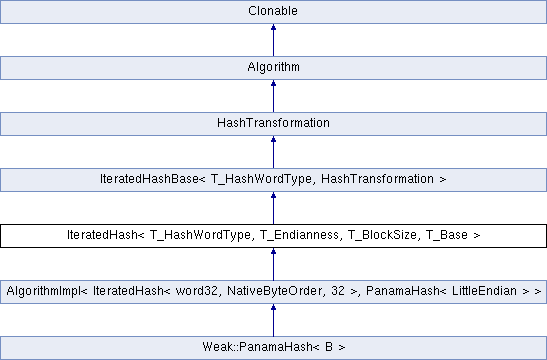 Clonable
Algorithm
HashTransformation
IteratedHashBase< T_HashWordType, HashTransformation >
IteratedHash< T_HashWordType, T_Endianness, T_BlockSize, T_Base >
AlgorithmImpl< IteratedHash< word32, NativeByteOrder, 32 >, PanamaHash< LittleEndian > >
Weak::PanamaHash< B >